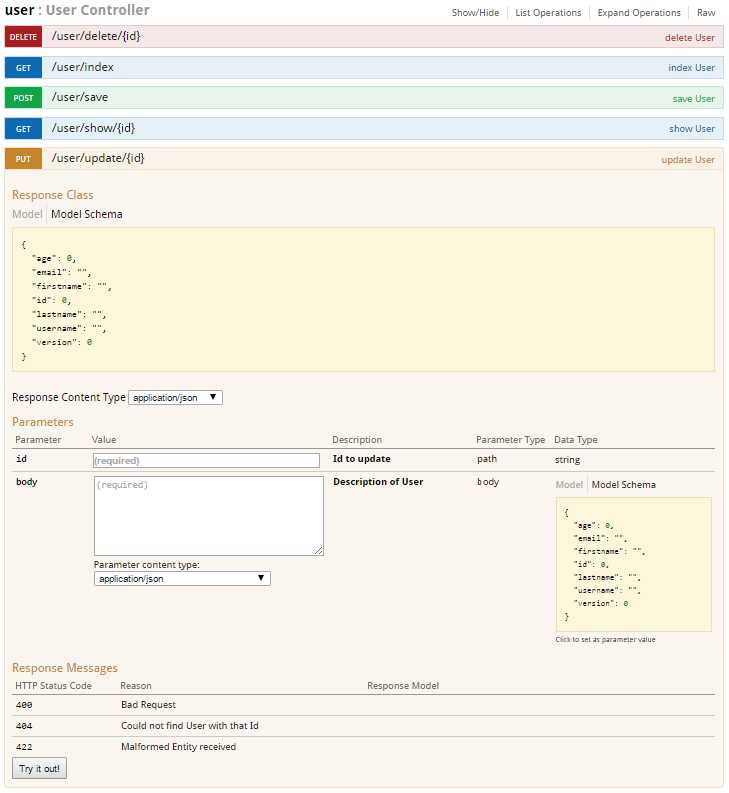 user : User Controller Show/Hide List Operations Expand Operations Raw
DELETE /user/delete/{id} delete User
GET /user/index index User
POST /user/save save User
GET /user/show/{id} show User
PUT /user/update/{id} update User
Response Class
Model Model Schema
{
"age": 0,
"email": "",
"firstname": "",
"id": 0,
"lastname": "",
"username": "",
"version": 0
}
Response Content Type application/json
Parameters
Parameter Value Description Parameter Type Data Type
id (required) Id to update path string
body (required) Description of User body Model Model Schema
{
"age": 0,
"email": "",
"firstname": "",
"id": 0,
"lastname": "",
"username": "",
"version": 0
}
Parameter content type:
application/json
Click to set as parameter value
Response Messages
HTTP Status Code Reason Response Model
400 Bad Request
404 Could not find User with that Id
422 Malformed Entity received
Try it out!